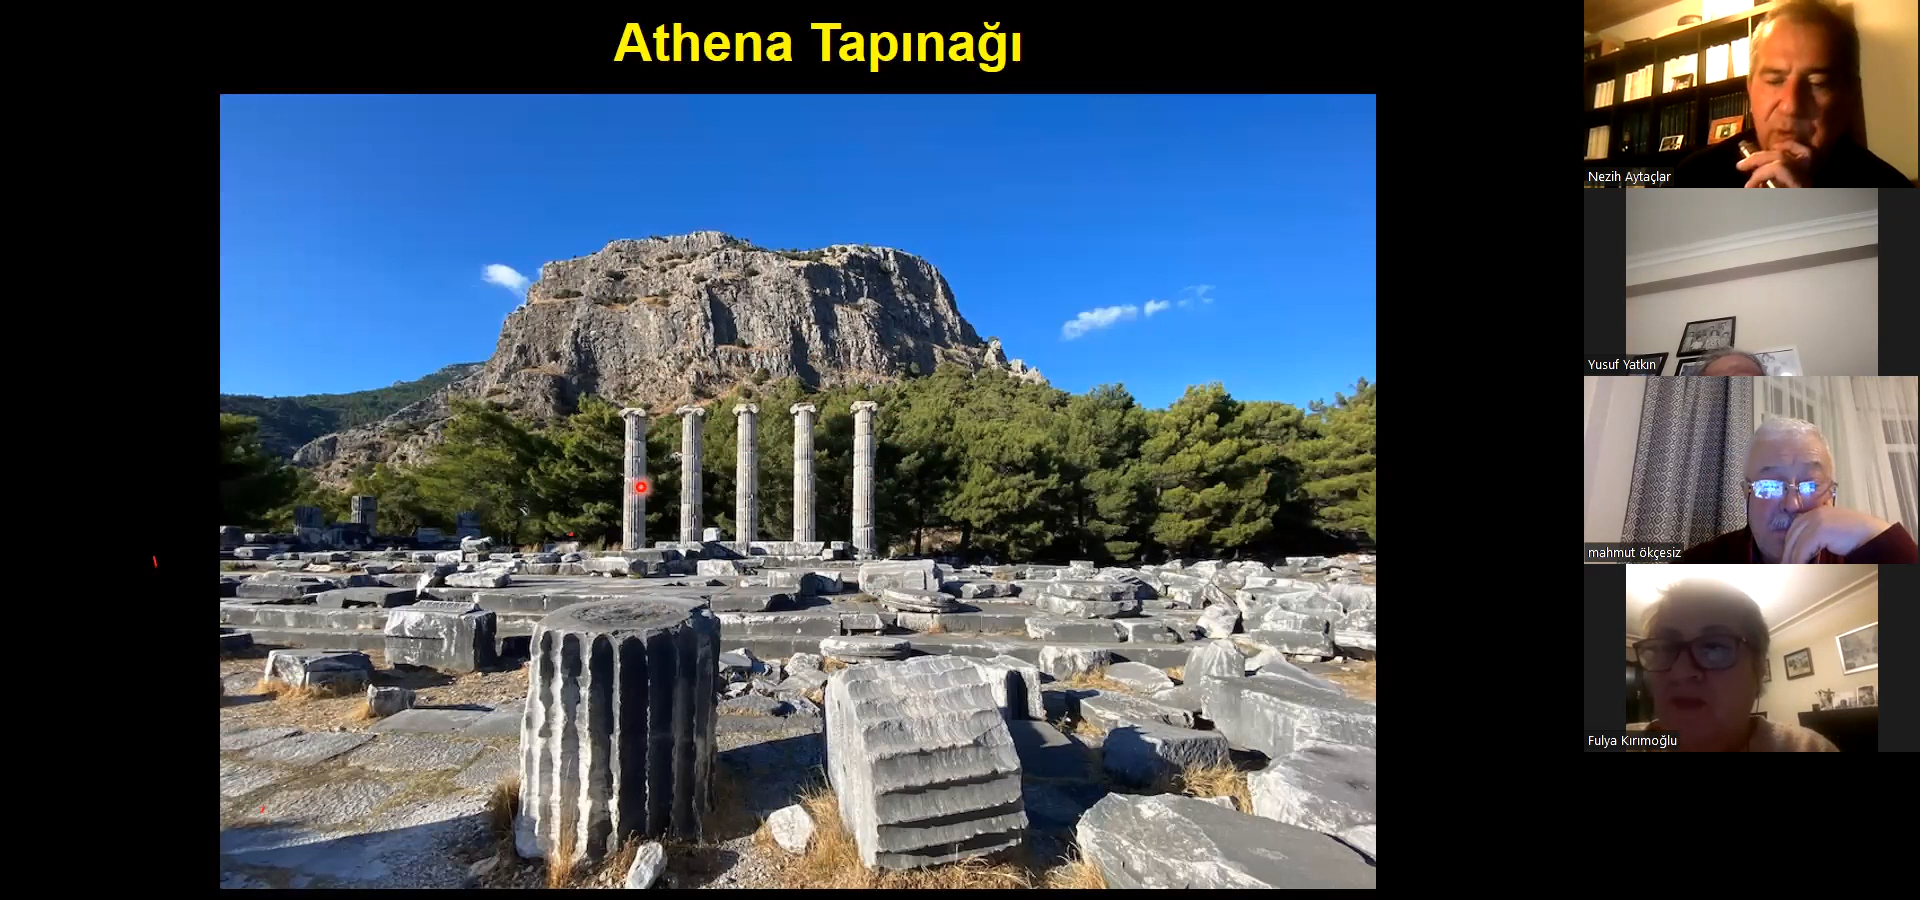 Athena Tapınağı
Nezih Aytaçlar
Yusuf Yatkın
mahmut ökçesiz
Fulya Kırımoğlu